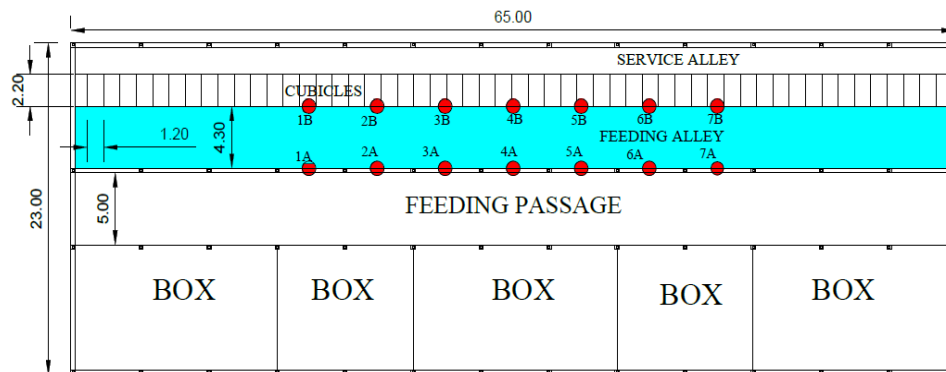 65.00
SERVICE ALLEY
2.20
CUBICLES
1B 2B 3B 4B 5B 6B 7B
FEEDING ALLEY
1.20
4.30
1A 2A 3A 4A 5A 6A 7A
23.00
5.00
FEEDING PASSAGE
BOX BOX BOX BOX BOX